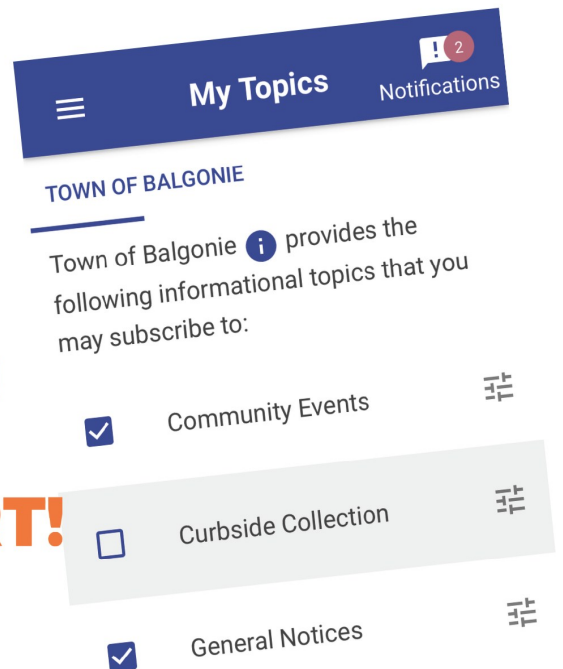 My Topics
2
Notifications
TOWN OF BALGONIE
Town of Balgonie i provides the
following informational topics that you
may subscribe to:
Community Events
T!
Curbside Collection
General Notices